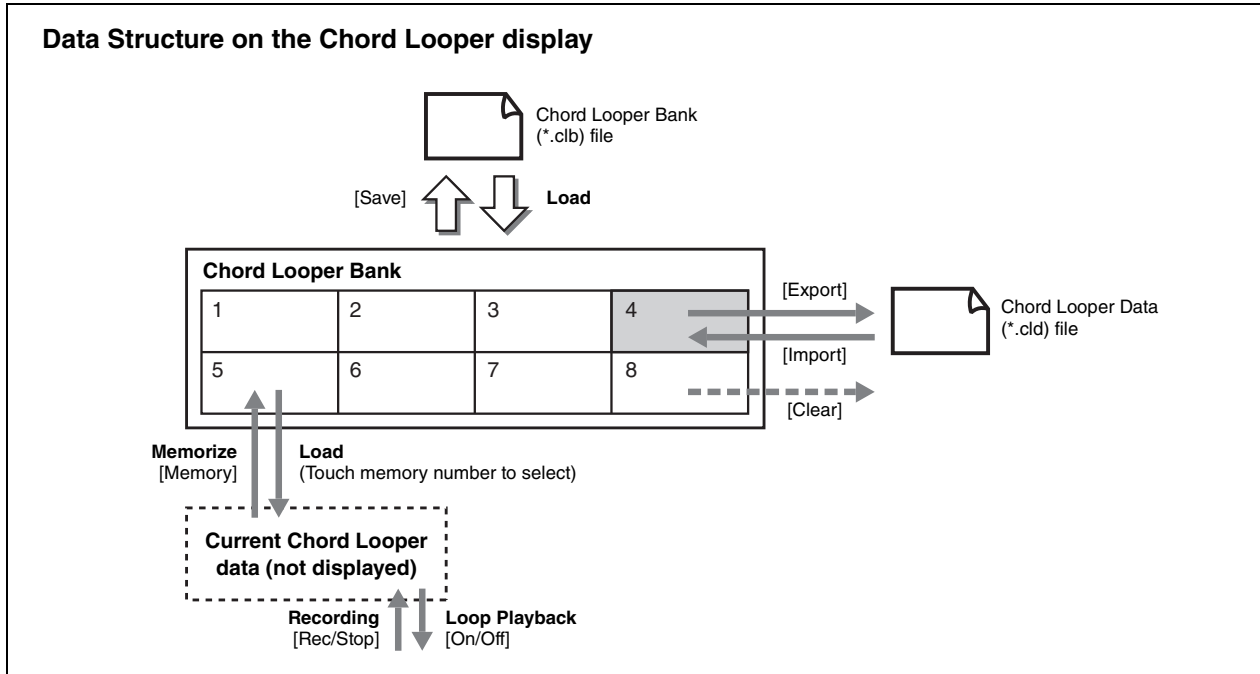 Data Structure on the Chord Looper display
Chord Looper Bank
(*.clb) file
[Save]
Load
Chord Looper Bank
1
2
3
4
5
6
7
8
[Export]
[Import]
[Clear]
Chord Looper Data
(*.cld) file
Memorize
[Memory]
Load
(Touch memory number to select)
Current Chord Looper
data (not displayed)
Recording
[Rec/Stop]
Loop Playback
[On/Off]